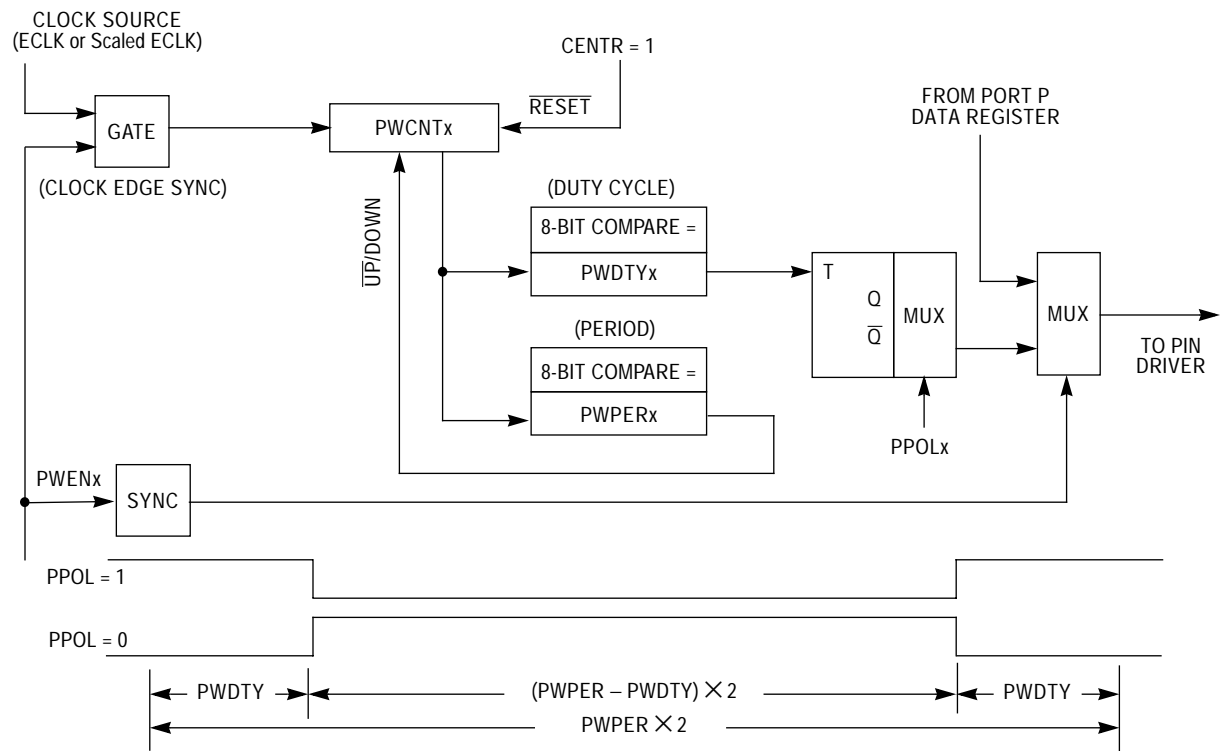 CLOCK SOURCE
(ECLK or Scaled ECLK)
CENTR = 1
RESET
FROM PORT P
DATA REGISTER
GATE
PWCNTx
(CLOCK EDGE SYNC)
UP/DOWN
(DUTY CYCLE)
8-BIT COMPARE =
PWDTYx
T
Q
Q
MUX
MUX
TO PIN
DRIVER
(PERIOD)
8-BIT COMPARE =
PWPERx
PPOLx
PWENx
SYNC
PPOL = 1
PPOL = 0
PWDTY
(PWPER – PWDTY) ✕ 2
PWDTY
PWPER ✕ 2